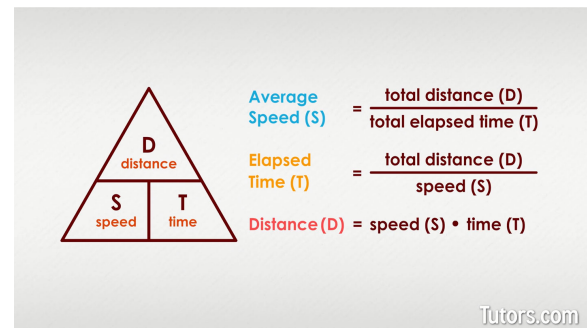 D
distance
S
speed
T
time
Average
Speed (S)
=
total distance (D)
total elapsed time (T)
Elapsed
Time (T)
=
total distance (D)
speed (S)
Distance (D) = speed (S) • time (T)
Tutors.com